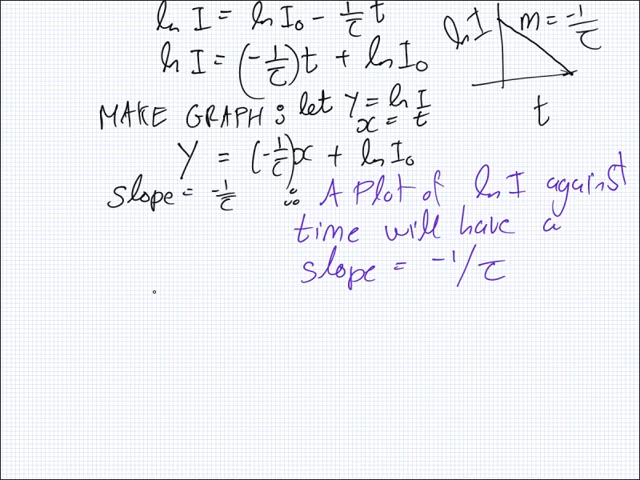 ln I = ln I₀ - 1/τ t
ln I = (-1/τ)t + ln I₀
ln I
m = -1/τ
t
MAKE GRAPH : let Y = ln I
x = t
Y = (-1/τ)x + ln I₀
slope = -1/τ
∴ A Plot of ln I against
time will have a
slope = -1/τ